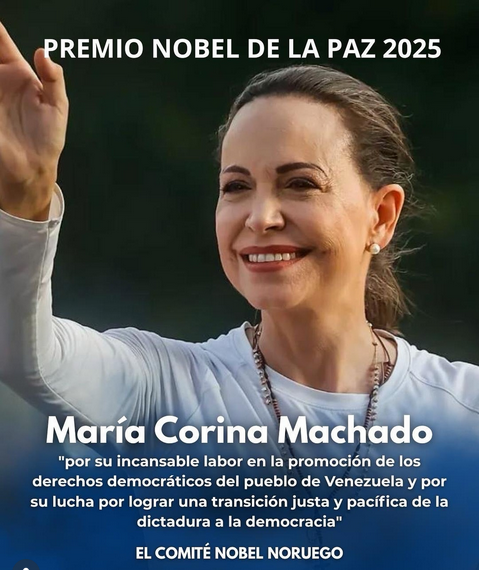 PREMIO NOBEL DE LA PAZ 2025
María Corina Machado
"por su incansable labor en la promoción de los
derechos democráticos del pueblo de Venezuela y por
su lucha por lograr una transición justa y pacífica de la
dictadura a la democracia"
EL COMITÉ NOBEL NORUEGO